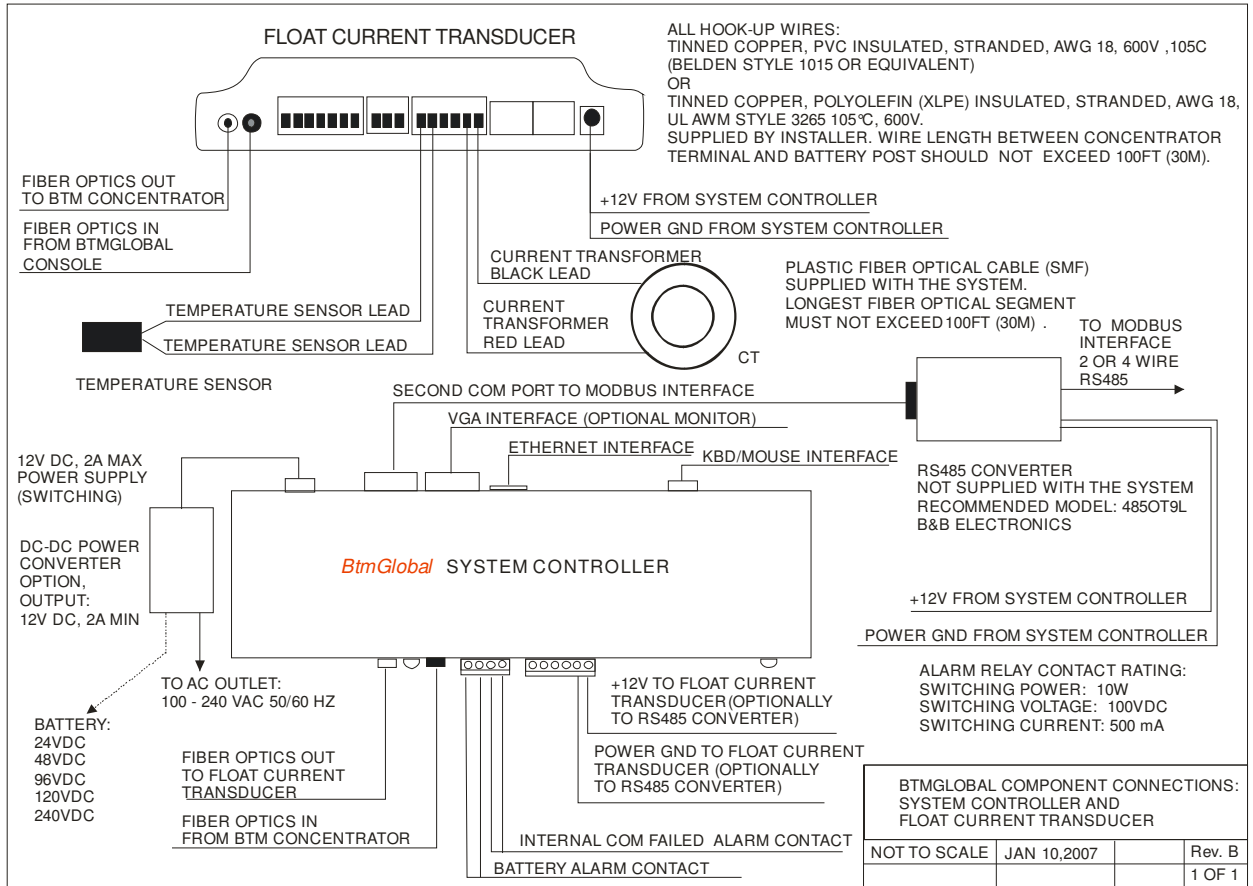 FLOAT CURRENT TRANSDUCER
ALL HOOK-UP WIRES:
TINNED COPPER, PVC INSULATED, STRANDED, AWG 18, 600V ,105C
(BELDEN STYLE 1015 OR EQUIVALENT)
OR
TINNED COPPER, POLYOLEFIN (XLPE) INSULATED, STRANDED, AWG 18,
UL AWM STYLE 3265 105°C, 600V.
SUPPLIED BY INSTALLER. WIRE LENGTH BETWEEN CONCENTRATOR
TERMINAL AND BATTERY POST SHOULD NOT EXCEED 100FT (30M).
FIBER OPTICS OUT
TO BTM CONCENTRATOR
FIBER OPTICS IN
FROM BTMGLOBAL
CONSOLE
+12V FROM SYSTEM CONTROLLER
POWER GND FROM SYSTEM CONTROLLER
CURRENT TRANSFORMER
BLACK LEAD
CURRENT
TRANSFORMER
RED LEAD
CT
PLASTIC FIBER OPTICAL CABLE (SMF)
SUPPLIED WITH THE SYSTEM.
LONGEST FIBER OPTICAL SEGMENT
MUST NOT EXCEED 100FT (30M) .
TEMPERATURE SENSOR LEAD
TEMPERATURE SENSOR LEAD
TEMPERATURE SENSOR
TO MODBUS
INTERFACE
2 OR 4 WIRE
RS485
SECOND COM PORT TO MODBUS INTERFACE
VGA INTERFACE (OPTIONAL MONITOR)
ETHERNET INTERFACE
KBD/MOUSE INTERFACE
12V DC, 2A MAX
POWER SUPPLY
(SWITCHING)
DC-DC POWER
CONVERTER
OPTION,
OUTPUT:
12V DC, 2A MIN
RS485 CONVERTER
NOT SUPPLIED WITH THE SYSTEM
RECOMMENDED MODEL: 485OT9L
B&B ELECTRONICS
BtmGlobal SYSTEM CONTROLLER
+12V FROM SYSTEM CONTROLLER
POWER GND FROM SYSTEM CONTROLLER
TO AC OUTLET:
100 - 240 VAC 50/60 HZ
BATTERY:
24VDC
48VDC
96VDC
120VDC
240VDC
+12V TO FLOAT CURRENT
TRANSDUCER (OPTIONALLY
TO RS485 CONVERTER)
POWER GND TO FLOAT CURRENT
TRANSDUCER (OPTIONALLY
TO RS485 CONVERTER)
ALARM RELAY CONTACT RATING:
SWITCHING POWER: 10W
SWITCHING VOLTAGE: 100VDC
SWITCHING CURRENT: 500 mA
FIBER OPTICS OUT
TO FLOAT CURRENT
TRANSDUCER
FIBER OPTICS IN
FROM BTM CONCENTRATOR
INTERNAL COM FAILED ALARM CONTACT
BATTERY ALARM CONTACT
BTMGLOBAL COMPONENT CONNECTIONS:
SYSTEM CONTROLLER AND
FLOAT CURRENT TRANSDUCER
NOT TO SCALE JAN 10,2007 Rev. B
1 OF 1